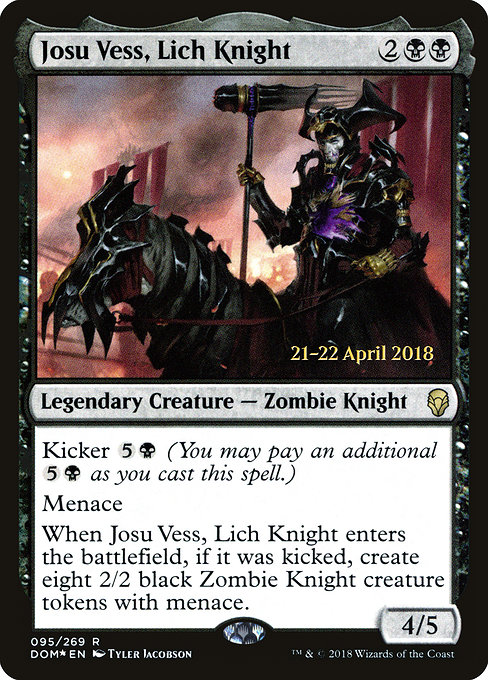 Josu Vess, Lich Knight 2
21–22 April 2018
Legendary Creature — Zombie Knight
Kicker 5 (You may pay an additional
5 as you cast this spell.)
Menace
When Josu Vess, Lich Knight enters
the battlefield, if it was kicked, create
eight 2/2 black Zombie Knight creature
tokens with menace.
4/5
095/269 R
DOM★EN Tyler Jacobson
™ & © 2018 Wizards of the Coast